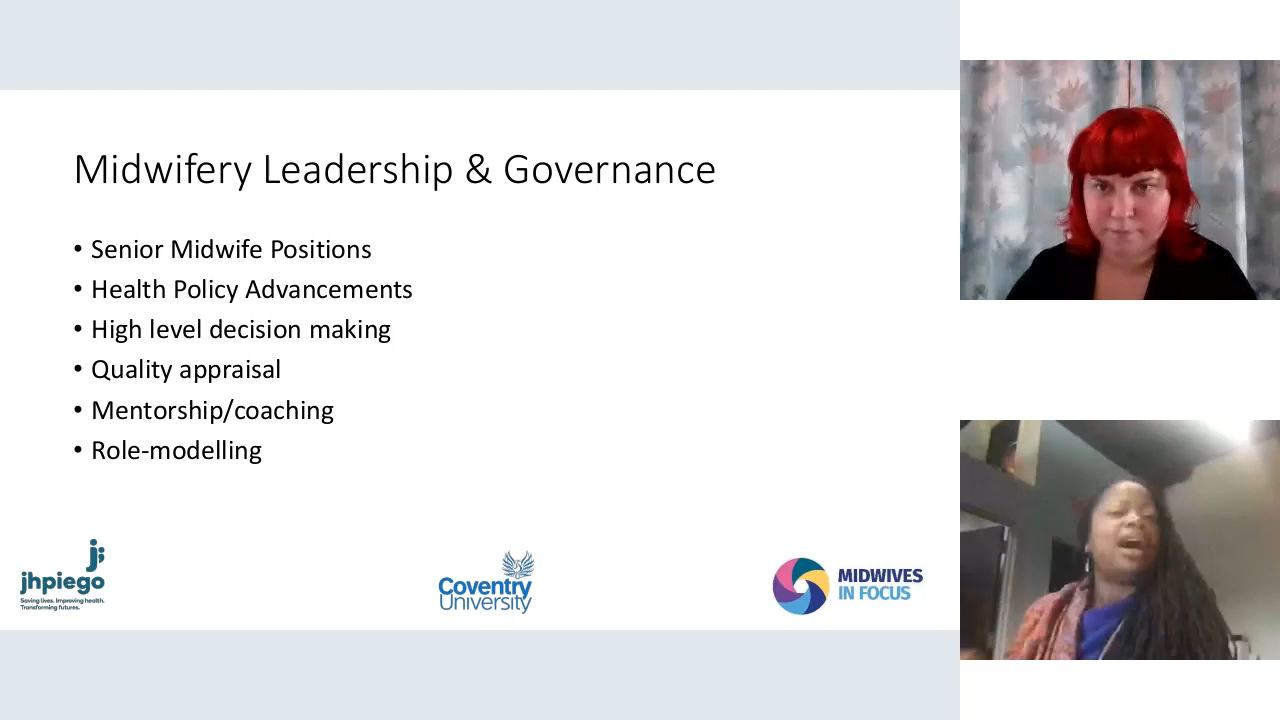 Midwifery Leadership & Governance
• Senior Midwife Positions
• Health Policy Advancements
• High level decision making
• Quality appraisal
• Mentorship/coaching
• Role-modelling
jhpiego
Saving lives. Improving health.
Transforming futures.
Coventry
University
MIDWIVES
IN FOCUS